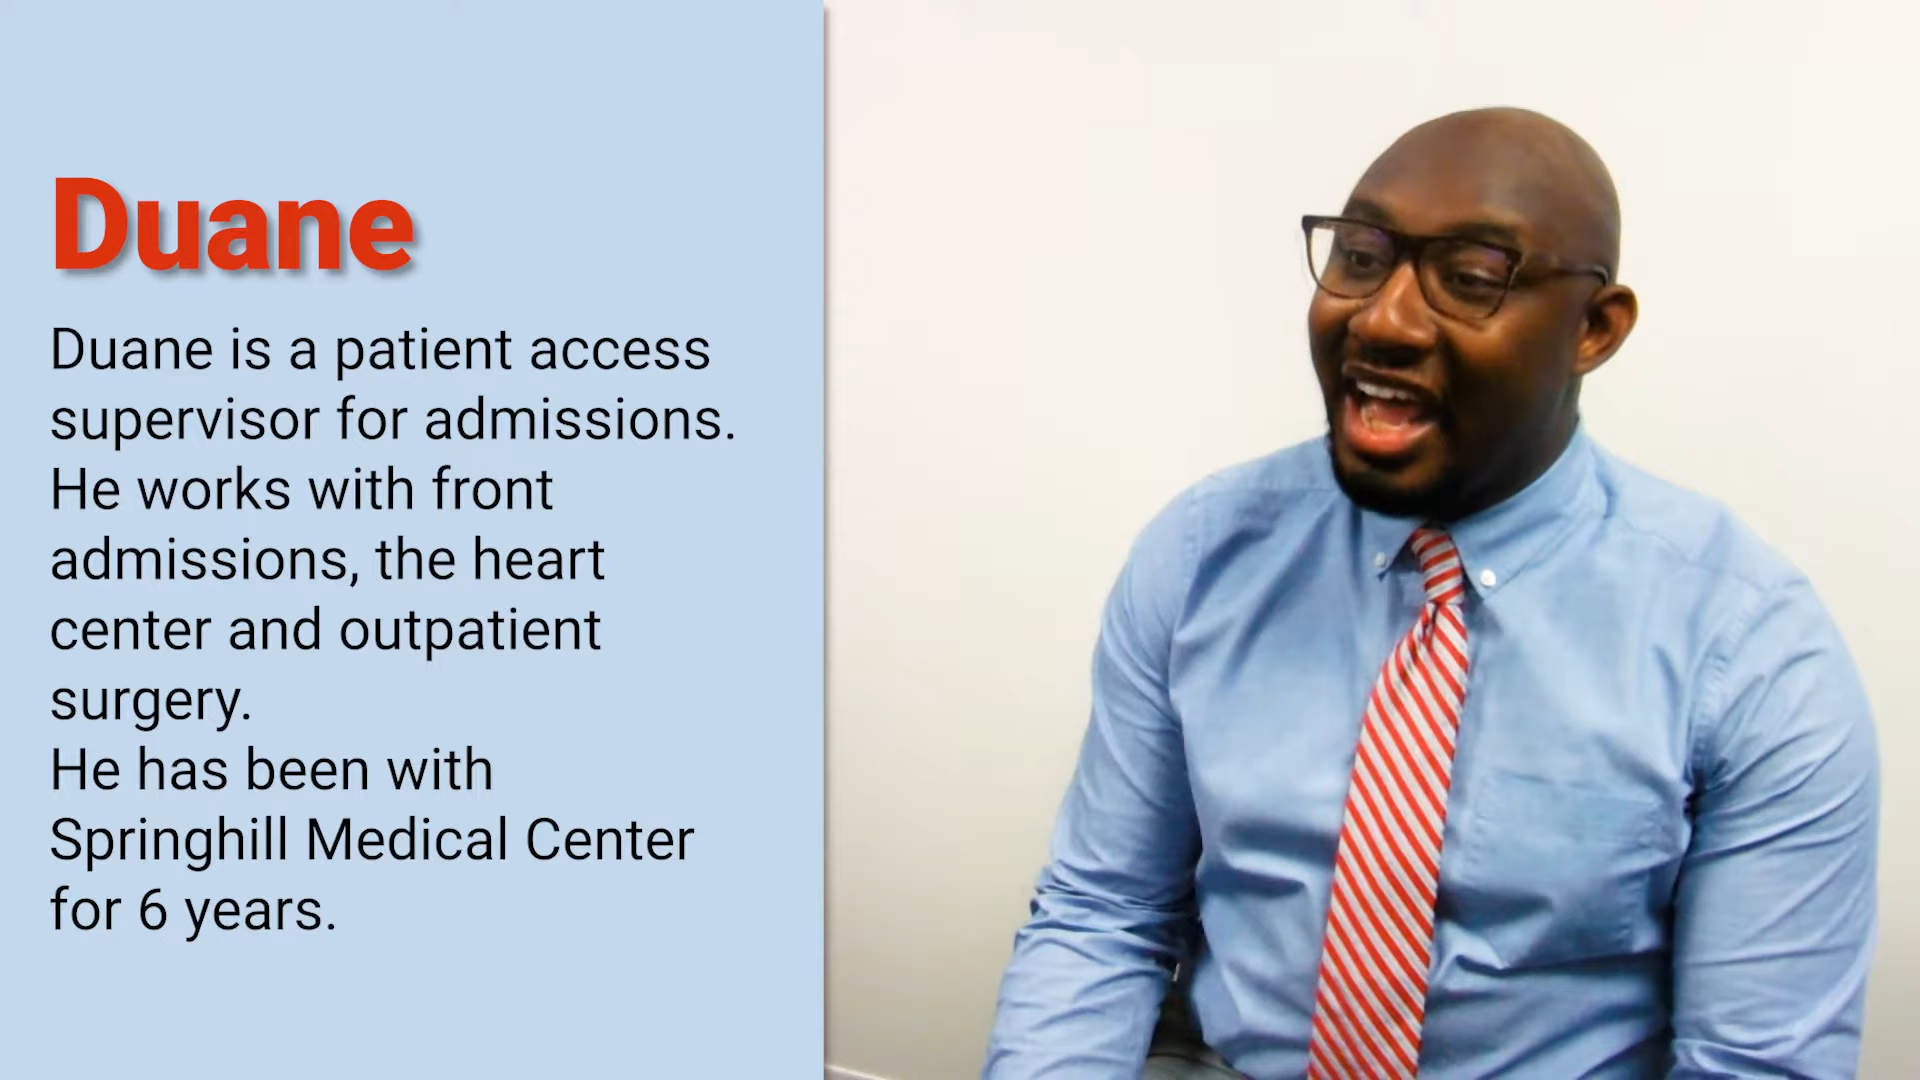 Duane
Duane is a patient access
supervisor for admissions.
He works with front
admissions, the heart
center and outpatient
surgery.
He has been with
Springhill Medical Center
for 6 years.